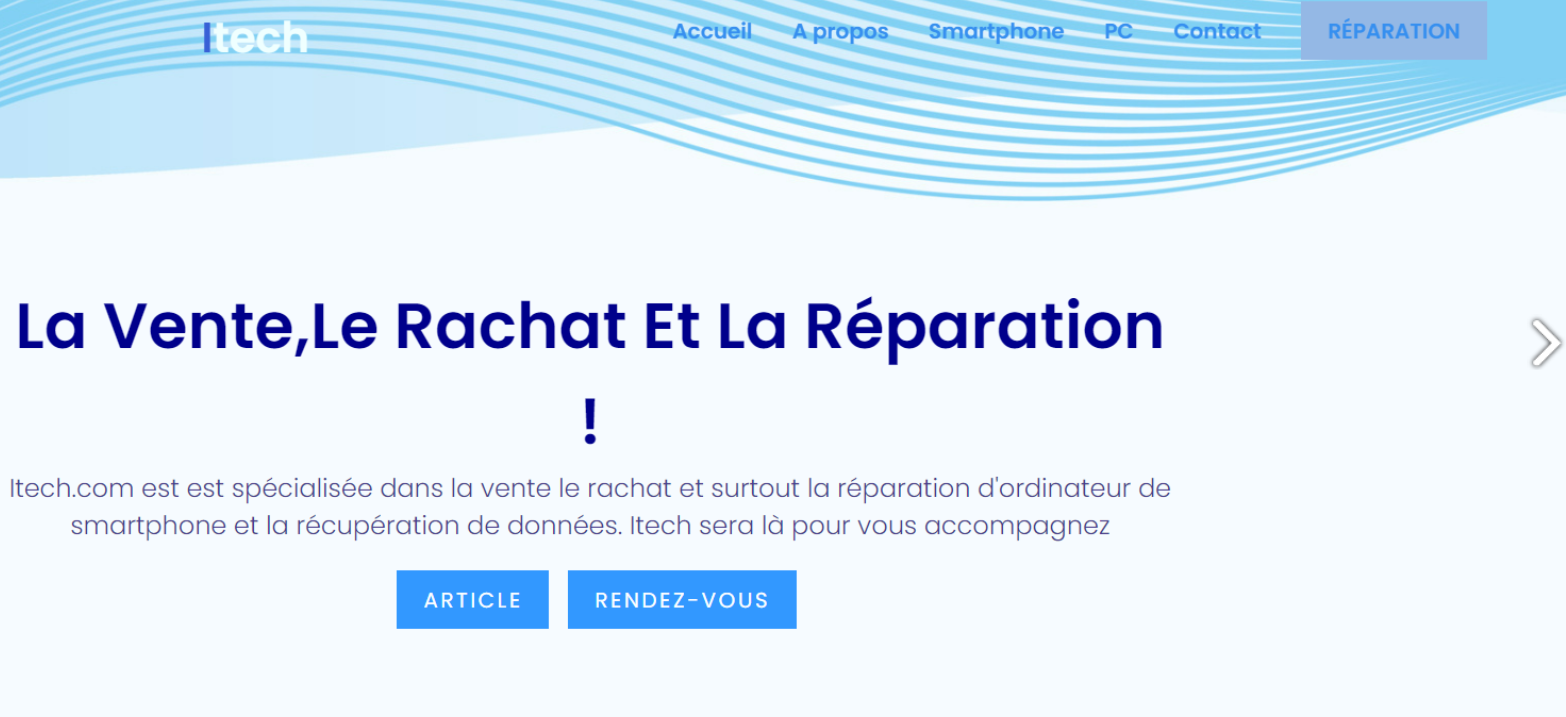 Itech
Accueil A propos Smartphone PC Contact RÉPARATION
La Vente,Le Rachat Et La Réparation
!
Itech.com est est spécialisée dans la vente le rachat et surtout la réparation d'ordinateur de
smartphone et la récupération de données. Itech sera là pour vous accompagnez
ARTICLE RENDEZ-VOUS